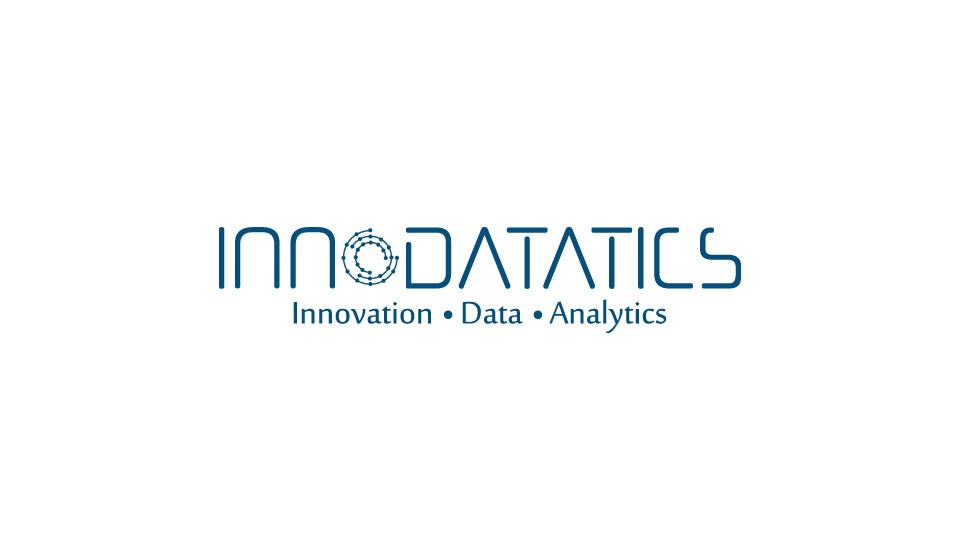 INNODATATICS
Innovation • Data • Analytics